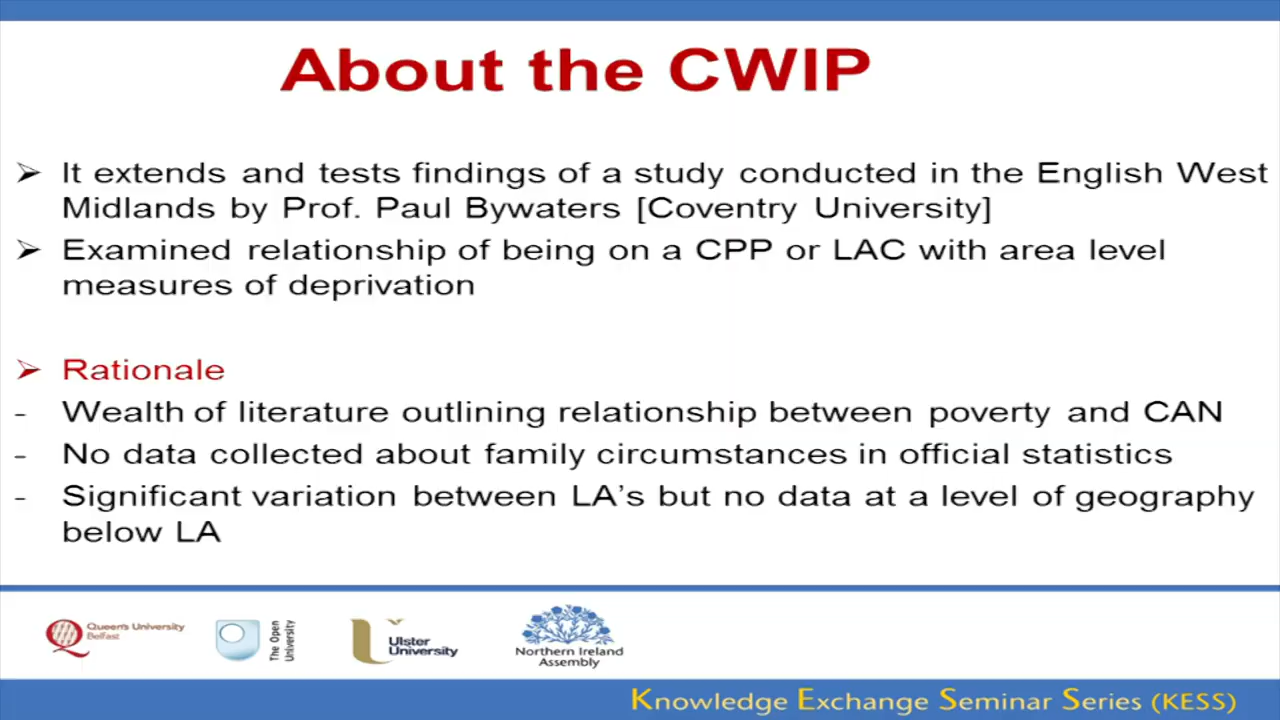 About the CWIP
➢ It extends and tests findings of a study conducted in the English West
Midlands by Prof. Paul Bywaters [Coventry University]
➢ Examined relationship of being on a CPP or LAC with area level
measures of deprivation
➢ Rationale
- Wealth of literature outlining relationship between poverty and CAN
- No data collected about family circumstances in official statistics
- Significant variation between LA’s but no data at a level of geography
below LA
Queen's University
Belfast
The Open
University
Ulster
University
Northern Ireland
Assembly
Knowledge Exchange Seminar Series (KESS)